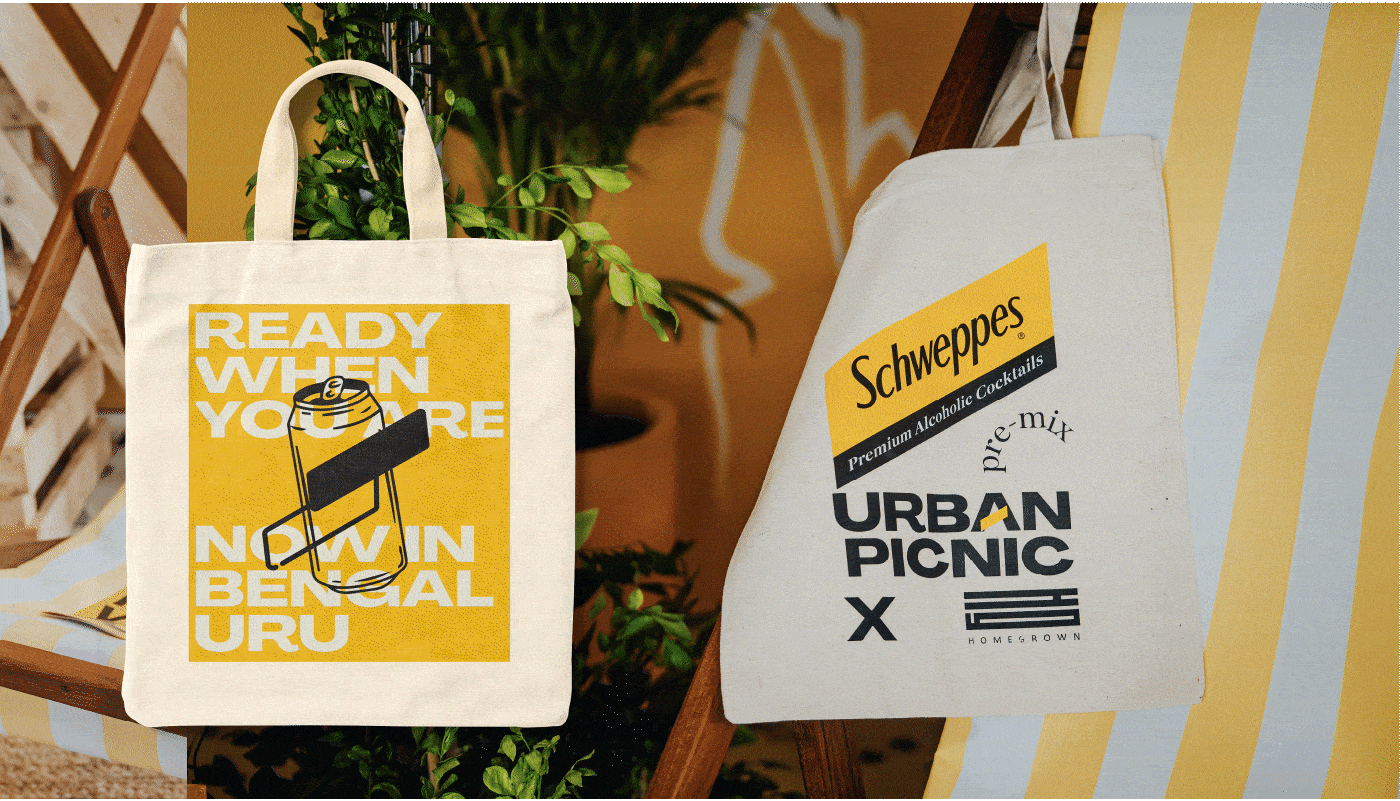 READY
WHEN
YOU ARE
NOW IN
BENGAL
URU
Schweppes®
Premium Alcoholic Cocktails
pre-mix
URBAN
PICNIC
X
HOMEGROWN